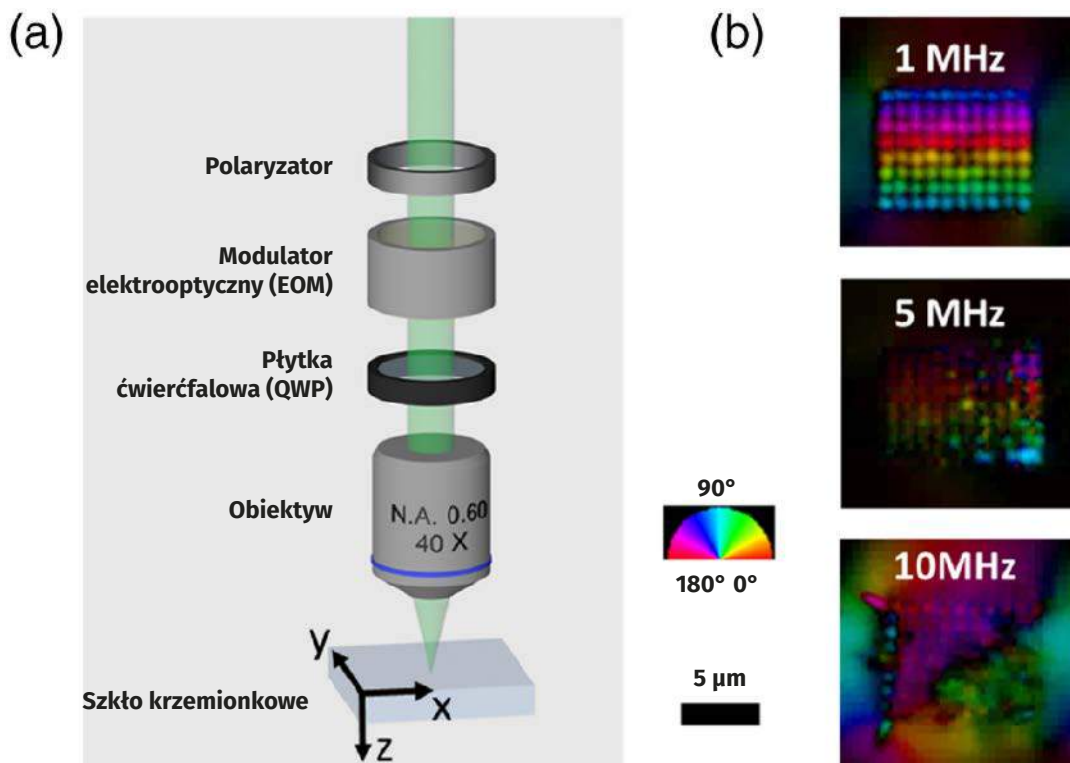 (a)
Polaryzator
Modulator
elektrooptyczny (EOM)
Płytka
ćwierćfalowa (QWP)
Obiektyw
N.A. 0.60
40 X
Szkło krzemionkowe
y
x
z
(b)
1 MHz
5 MHz
10MHz
90°
180° 0°
5 µm